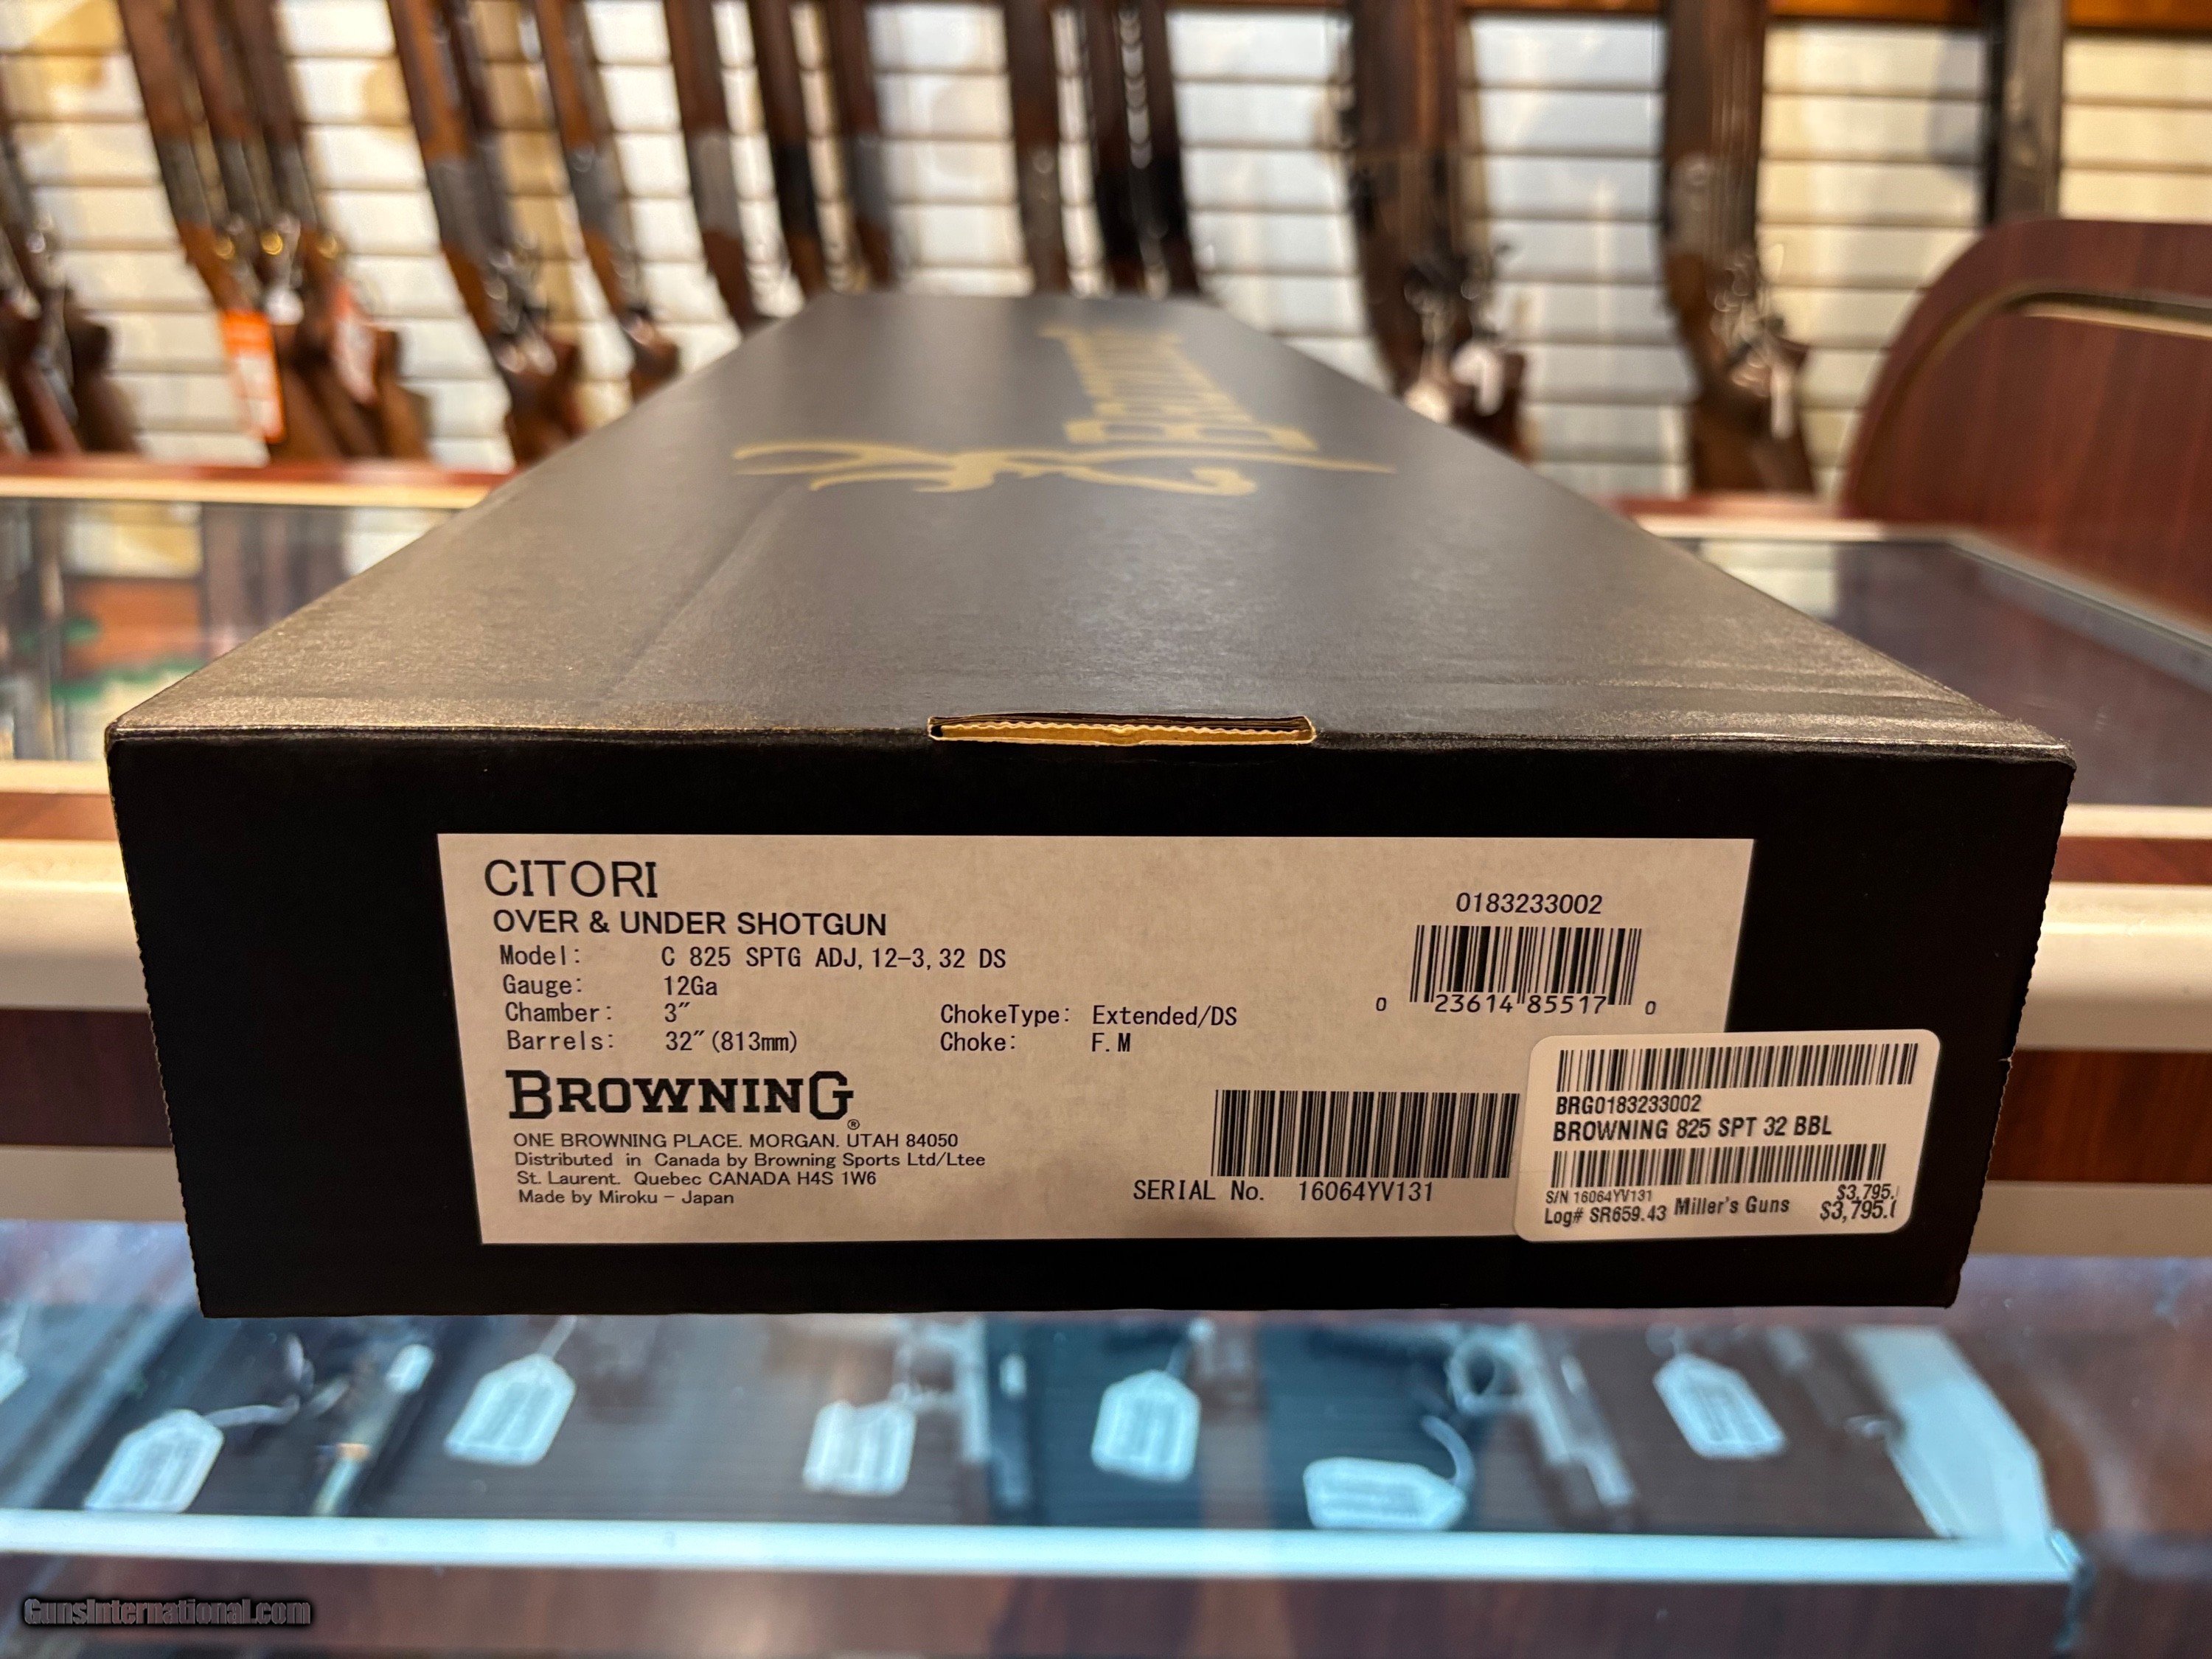 BROWNING
CITORI
OVER & UNDER SHOTGUN
Model: C 825 SPTG ADJ, 12-3, 32 DS
Gauge: 12Ga
Chamber: 3"
Barrels: 32"(813mm)
ChokeType: Extended/DS
Choke: F.M
0183233002
0 23614 85517 0
BROWNING®
ONE BROWNING PLACE. MORGAN. UTAH 84050
Distributed in Canada by Browning Sports Ltd/Ltee
St. Laurent. Quebec CANADA H4S 1W6
Made by Miroku - Japan
SERIAL No. 16064YV131
BRG0183233002
BROWNING 825 SPT 32 BBL
S/N 16064YV131 $3,795.
Log# SR659.43 Miller's Guns $3,795.
GunsInternational.com